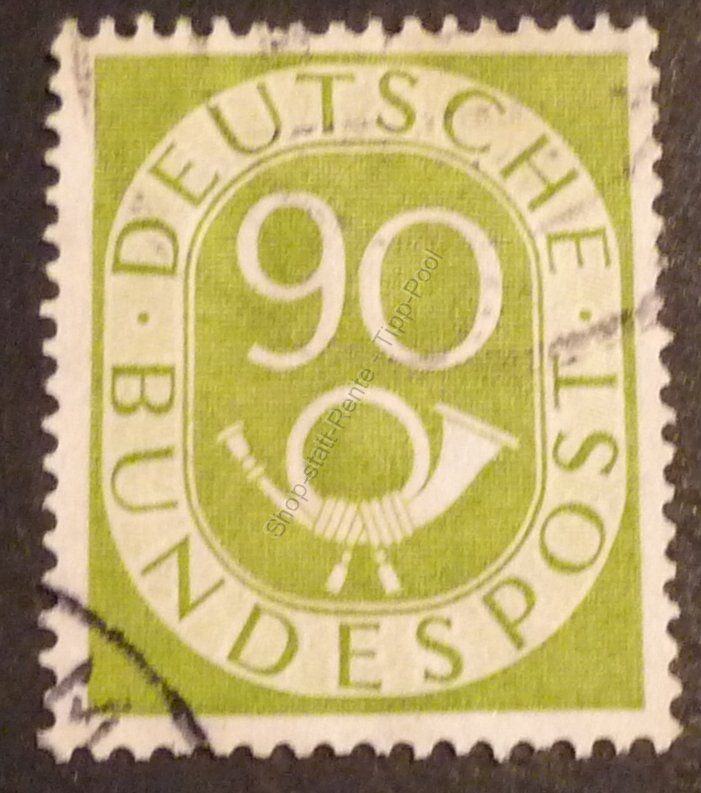 DEUTSCHE
90
· BUNDESPOST ·
Shop-statt-Rente - Tipp-Pool